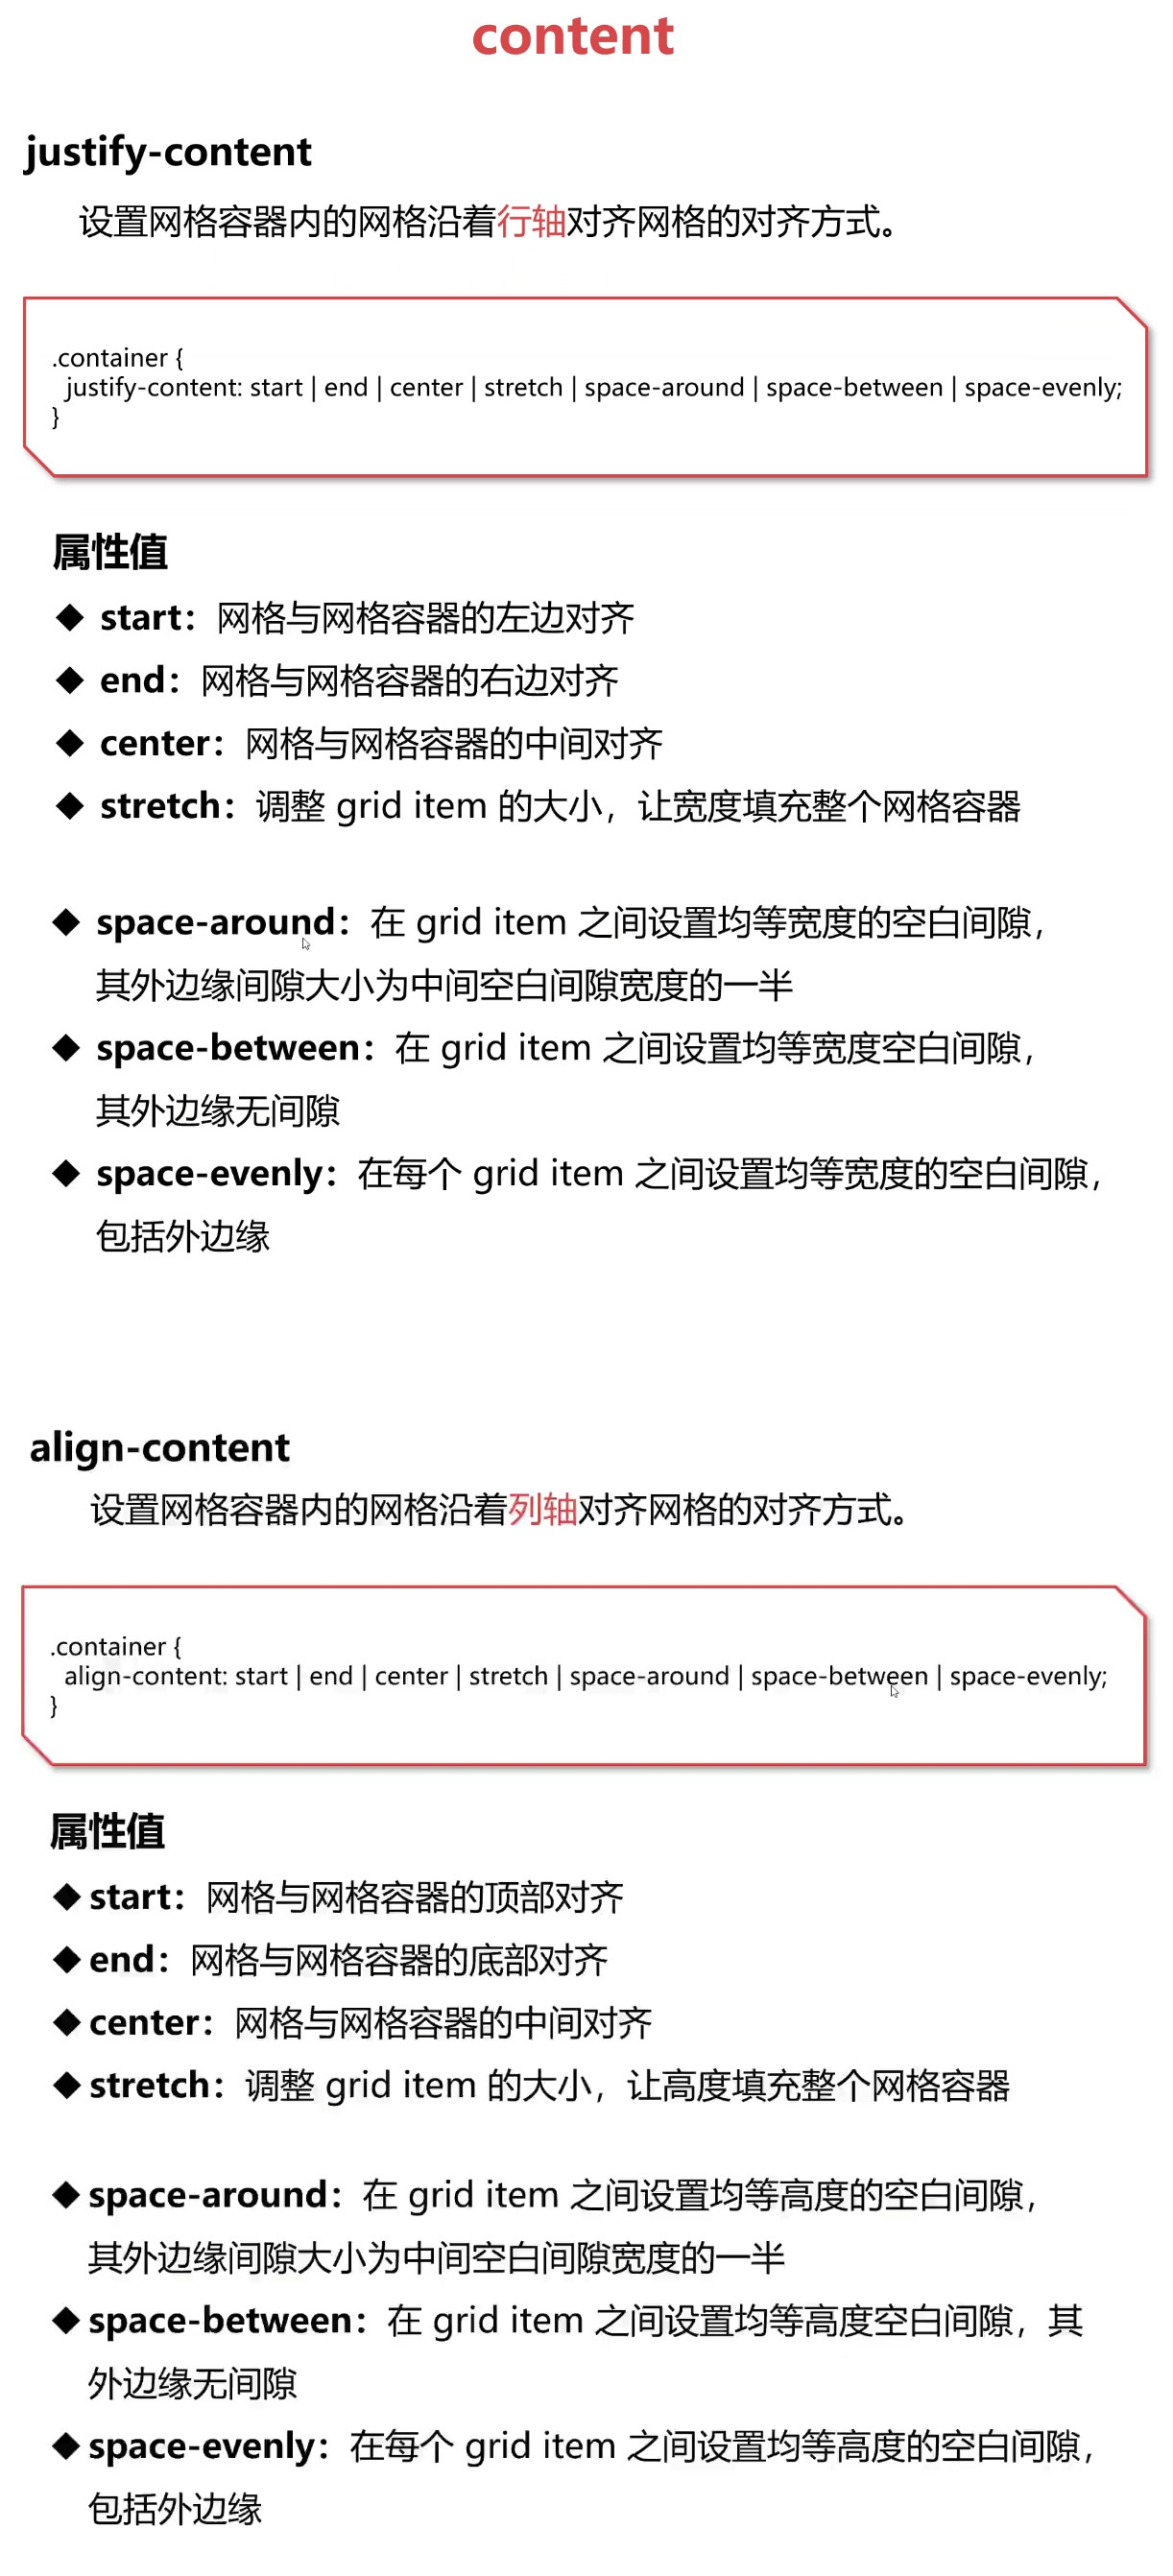 content
justify-content
设置网格容器内的网格沿着行轴对齐网格的对齐方式。
.container {
justify-content: start | end | center | stretch | space-around | space-between | space-evenly;
}
属性值
◆ start：网格与网格容器的左边对齐
◆ end：网格与网格容器的右边对齐
◆ center：网格与网格容器的中间对齐
◆ stretch：调整 grid item 的大小，让宽度填充整个网格容器
◆ space-around：在 grid item 之间设置均等宽度的空白间隙，
其外边缘间隙大小为中间空白间隙宽度的一半
◆ space-between：在 grid item 之间设置均等宽度空白间隙，
其外边缘无间隙
◆ space-evenly：在每个 grid item 之间设置均等宽度的空白间隙，
包括外边缘
align-content
设置网格容器内的网格沿着列轴对齐网格的对齐方式。
.container {
align-content: start | end | center | stretch | space-around | space-between | space-evenly;
}
属性值
◆ start：网格与网格容器的顶部对齐
◆ end：网格与网格容器的底部对齐
◆ center：网格与网格容器的中间对齐
◆ stretch：调整 grid item 的大小，让高度填充整个网格容器
◆ space-around：在 grid item 之间设置均等高度的空白间隙，
其外边缘间隙大小为中间空白间隙宽度的一半
◆ space-between：在 grid item 之间设置均等高度空白间隙，其
外边缘无间隙
◆ space-evenly：在每个 grid item 之间设置均等高度的空白间隙，
包括外边缘